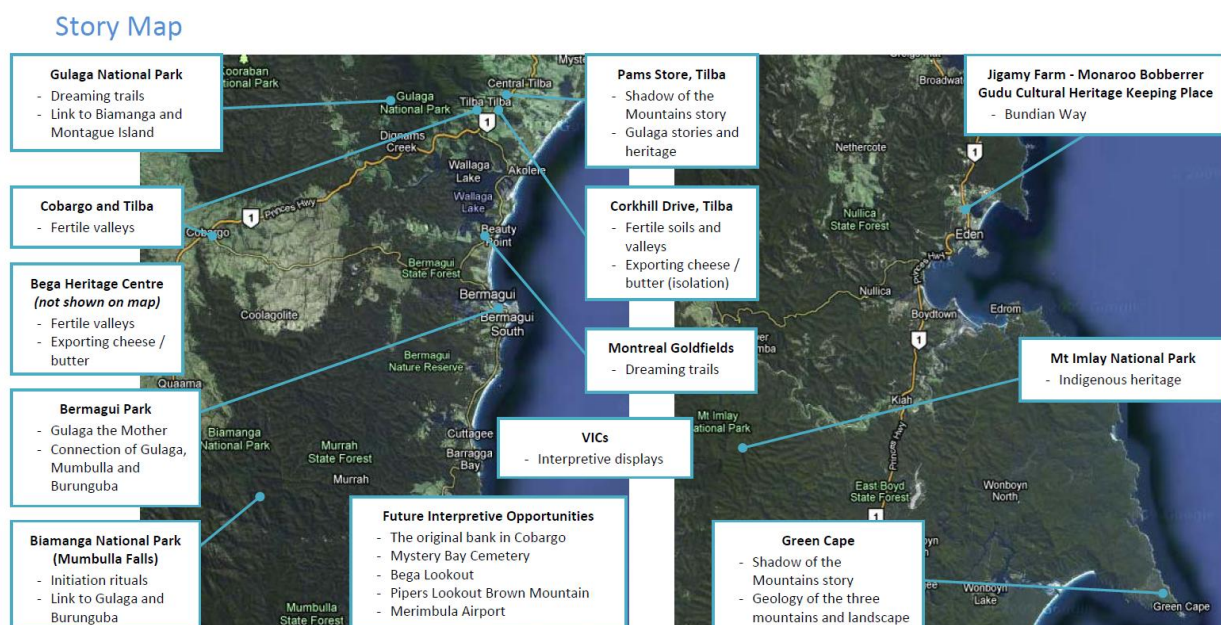 Story Map
Gulaga National Park
- Dreaming trails
- Link to Biamanga and
Montague Island
Cobargo and Tilba
- Fertile valleys
Bega Heritage Centre
(not shown on map)
- Fertile valleys
- Exporting cheese /
butter
Bermagui Park
- Gulaga the Mother
- Connection of Gulaga,
Mumbulla and
Burunguba
Biamanga National Park
(Mumbulla Falls)
- Initiation rituals
- Link to Gulaga and
Burunguba
Kooraban
National Park
Central Tilba
Tilba Tilba
Gulaga
National Park
1
Dignams
Creek
Wallaga
Lake
Akolele
Wallaga
Lake
Princes Hwy
1
Cobargo
Beauty
Point
Bermagui
State Forest
Bermagui
Bermagui
South
Coolagolite
Bermagui
Nature Reserve
Quaama
Biamanga
National Park
Murrah
State Forest
Murrah
Cuttagee
Barragga
Bay
Mumbulla
State Forest
Pams Store, Tilba
- Shadow of the
Mountains story
- Gulaga stories and
heritage
Corkhill Drive, Tilba
- Fertile soils and
valleys
- Exporting cheese /
butter (isolation)
Montreal Goldfields
- Dreaming trails
VICs
- Interpretive displays
Future Interpretive Opportunities
- The original bank in Cobargo
- Mystery Bay Cemetery
- Bega Lookout
- Pipers Lookout Brown Mountain
- Merimbula Airport
Jigamy Farm - Monaroo Bobberrer
Gudu Cultural Heritage Keeping Place
- Bundian Way
Mt Imlay National Park
- Indigenous heritage
Green Cape
- Shadow of the
Mountains story
- Geology of the three
mountains and landscape
1
Nethercote
Nullica
State Forest
Eden
Princes Hwy
Nullica
Boydtown
Edrom
1
Mt Imlay
National Park
Kiah
Princes Hwy
East Boyd
State Forest
Wonboyn
North
1
Wonboyn
Lake
Green Cape